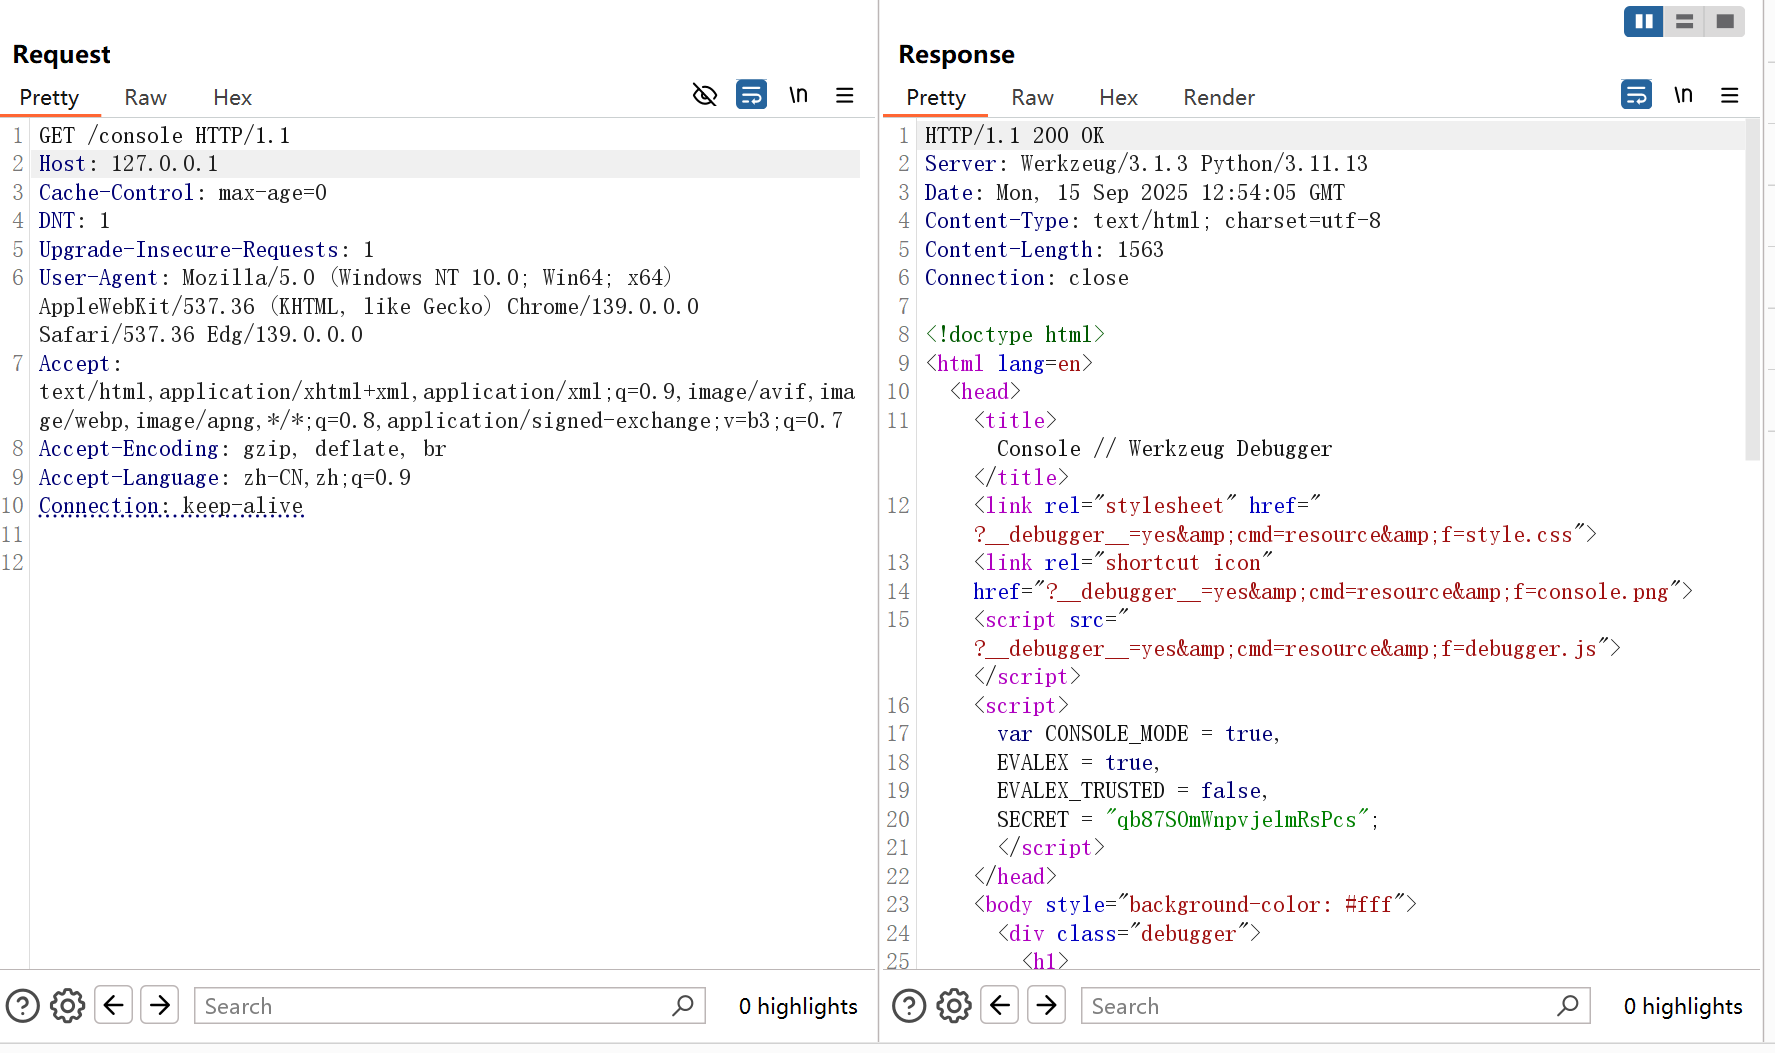 Request
Pretty Raw Hex
\n
1 GET /console HTTP/1.1
2 Host: 127.0.0.1
3 Cache-Control: max-age=0
4 DNT: 1
5 Upgrade-Insecure-Requests: 1
6 User-Agent: Mozilla/5.0 (Windows NT 10.0; Win64; x64)
AppleWebKit/537.36 (KHTML, like Gecko) Chrome/139.0.0.0
Safari/537.36 Edg/139.0.0.0
7 Accept:
text/html,application/xhtml+xml,application/xml;q=0.9,image/avif,ima
ge/webp,image/apng,*/*;q=0.8,application/signed-exchange;v=b3;q=0.7
8 Accept-Encoding: gzip, deflate, br
9 Accept-Language: zh-CN,zh;q=0.9
10 Connection: keep-alive
11
12
Search
0 highlights
Response
Pretty Raw Hex Render
\n
1 HTTP/1.1 200 OK
2 Server: Werkzeug/3.1.3 Python/3.11.13
3 Date: Mon, 15 Sep 2025 12:54:05 GMT
4 Content-Type: text/html; charset=utf-8
5 Content-Length: 1563
6 Connection: close
7
8 <!doctype html>
9 <html lang=en>
10 <head>
11 <title>
Console // Werkzeug Debugger
</title>
12 <link rel="stylesheet" href="
?__debugger__=yes&amp;cmd=resource&amp;f=style.css">
13 <link rel="shortcut icon"
14 href="?__debugger__=yes&amp;cmd=resource&amp;f=console.png">
15 <script src="
?__debugger__=yes&amp;cmd=resource&amp;f=debugger.js">
</script>
16 <script>
17 var CONSOLE_MODE = true,
18 EVALEX = true,
19 EVALEX_TRUSTED = false,
20 SECRET = "qb87SOmWnpvjelmRsPcs";
21 </script>
22 </head>
23 <body style="background-color: #fff">
24 <div class="debugger">
25 <h1>
Search
0 highlights